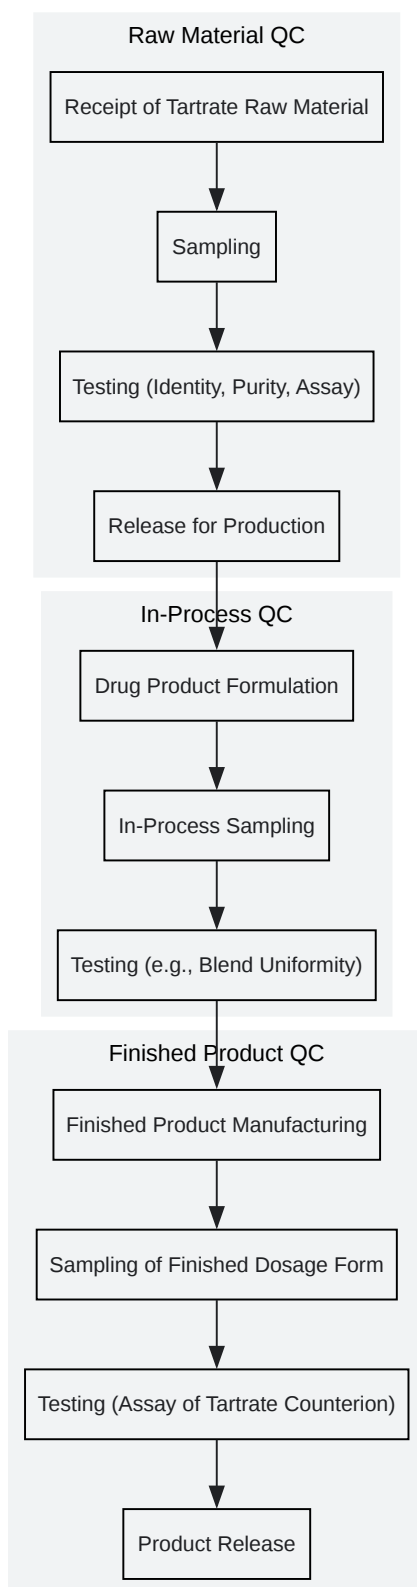 Raw Material QC
Receipt of Tartrate Raw Material
Sampling
Testing (Identity, Purity, Assay)
Release for Production
In-Process QC
Drug Product Formulation
In-Process Sampling
Testing (e.g., Blend Uniformity)
Finished Product QC
Finished Product Manufacturing
Sampling of Finished Dosage Form
Testing (Assay of Tartrate Counterion)
Product Release